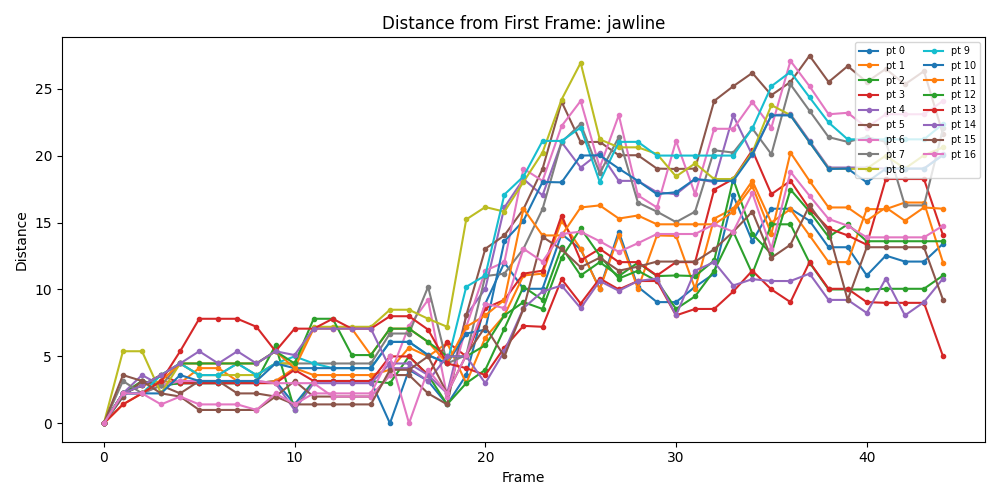 Distance from First Frame: jawline
Distance
25
20
15
10
5
0
0 10 20 30 40
Frame
pt 0 pt 9
pt 1 pt 10
pt 2 pt 11
pt 3 pt 12
pt 4 pt 13
pt 5 pt 14
pt 6 pt 15
pt 7 pt 16
pt 8